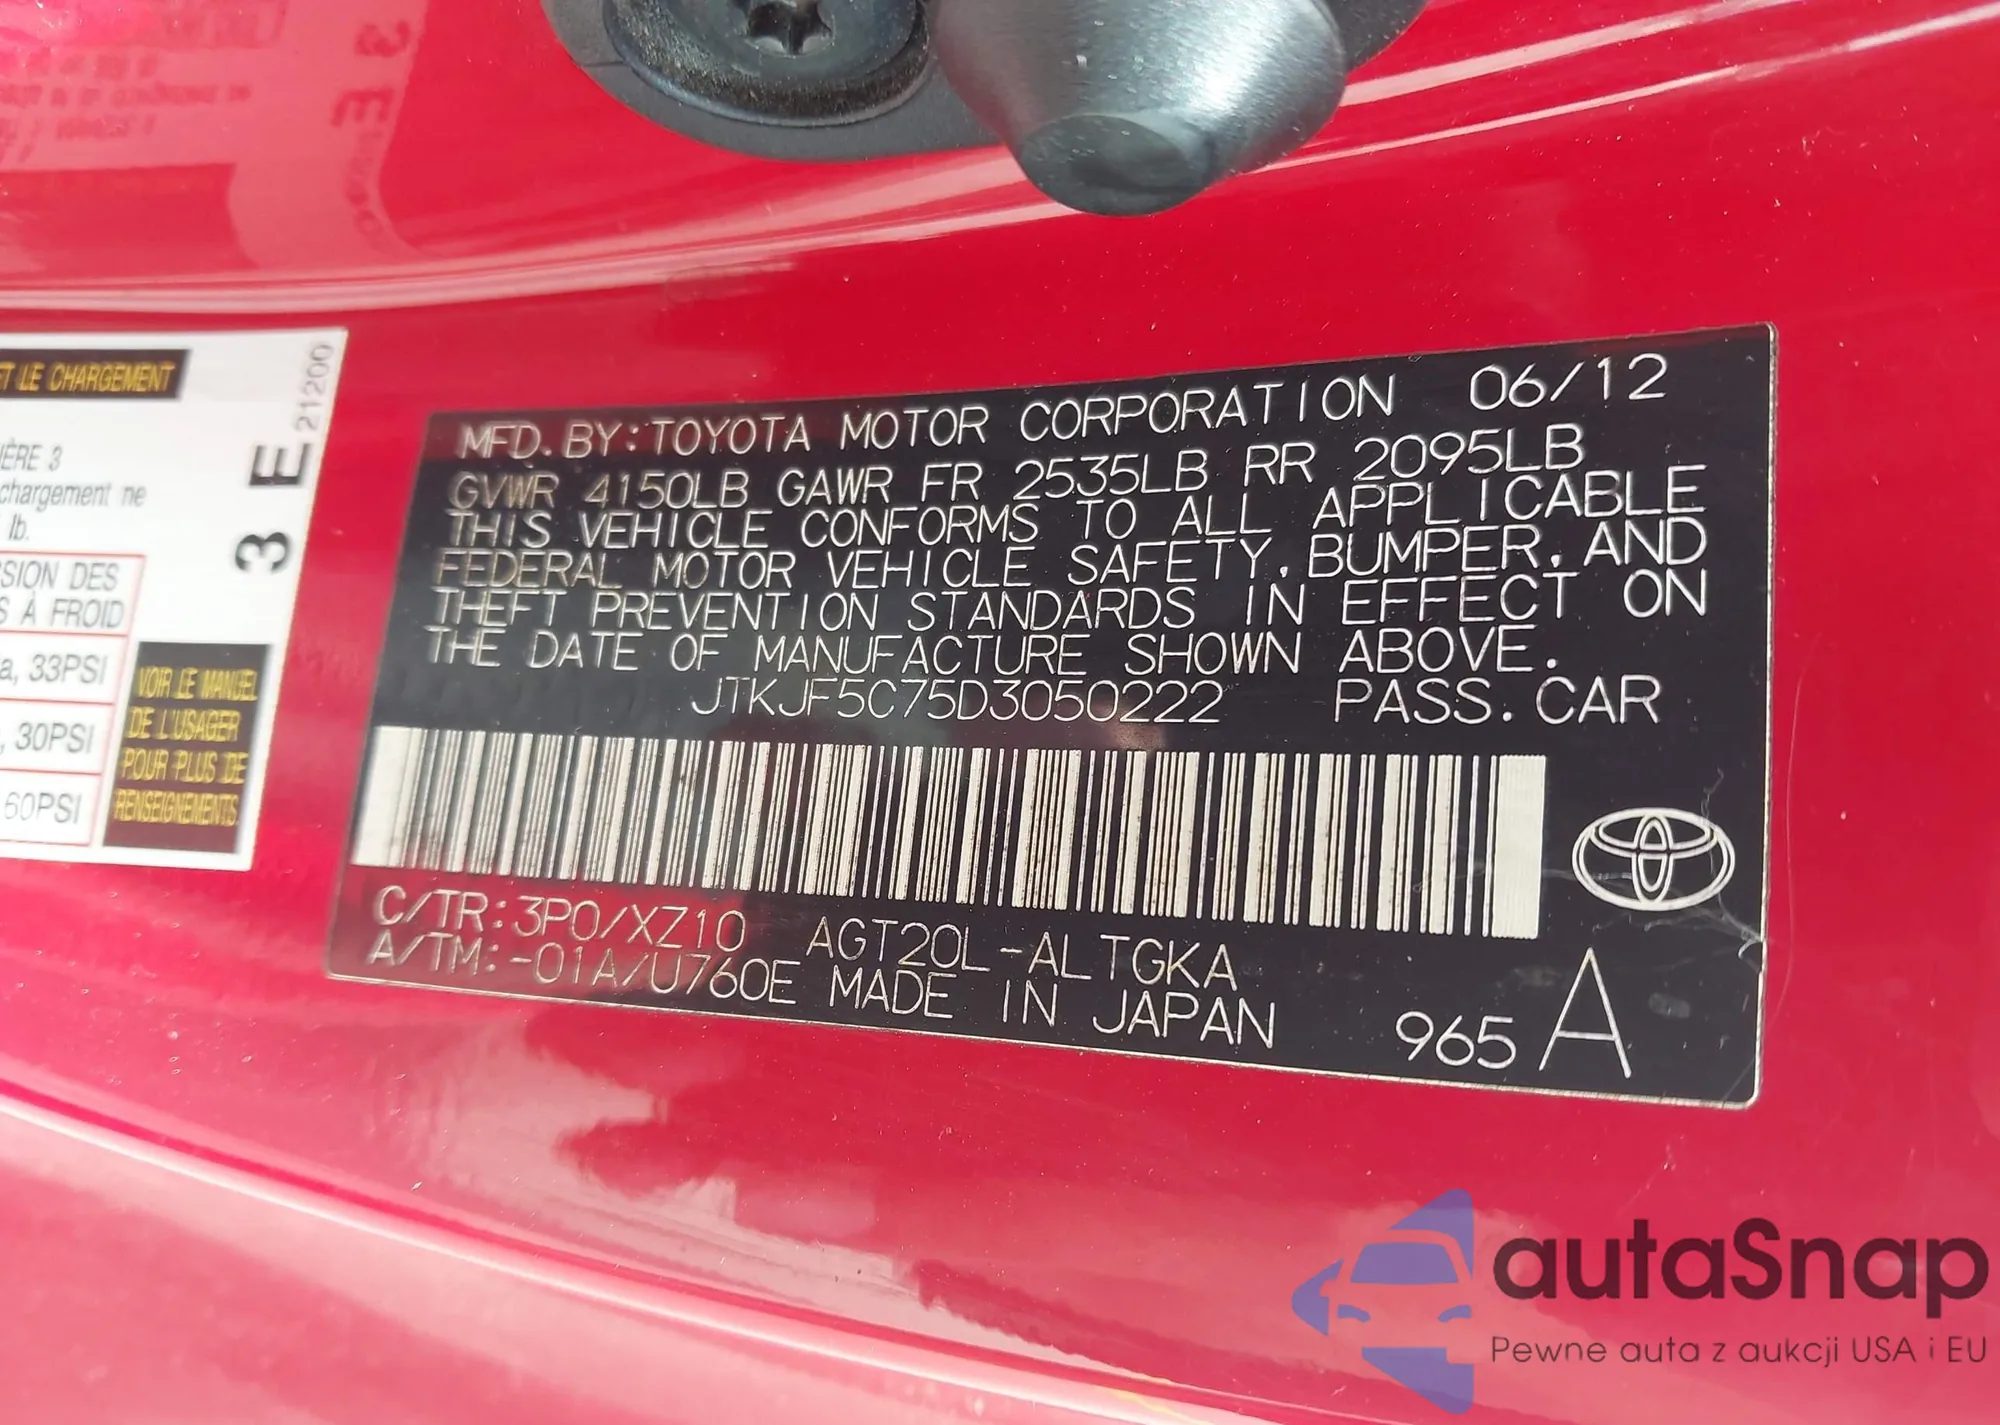 ET LE CHARGEMENT
3 E 21200
IÈRE 3
chargement ne
lb.
SION DES
S À FROID
a, 33PSI
, 30PSI
60PSI
VOIR LE MANUEL
DE L'USAGER
POUR PLUS DE
RENSEIGNEMENTS
MFD. BY: TOYOTA MOTOR CORPORATION 06/12
GVWR 4150LB GAWR FR 2535LB RR 2095LB
THIS VEHICLE CONFORMS TO ALL APPLICABLE
FEDERAL MOTOR VEHICLE SAFETY, BUMPER, AND
THEFT PREVENTION STANDARDS IN EFFECT ON
THE DATE OF MANUFACTURE SHOWN ABOVE.
JTKJF5C75D3050222 PASS. CAR
C/TR: 3P0/XZ10 AGT20L-ALTGKA
A/TM: -01A/U760E MADE IN JAPAN 965 A
autaSnap
Pewne auta z aukcji USA i EU